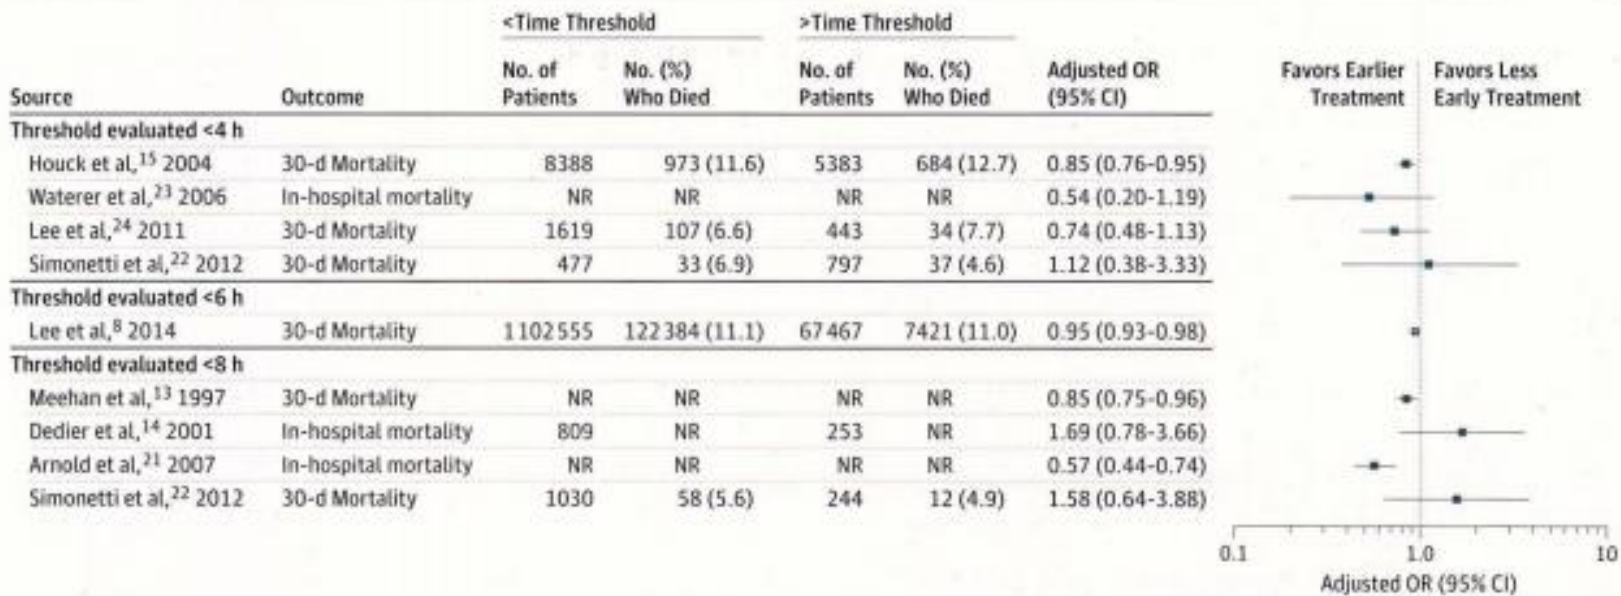 <Time Threshold >Time Threshold
Source Outcome No. of Patients No. (%) Who Died No. of Patients No. (%) Who Died Adjusted OR (95% CI) Favors Earlier Treatment Favors Less Early Treatment
Threshold evaluated <4 h
Houck et al,15 2004 30-d Mortality 8388 973 (11.6) 5383 684 (12.7) 0.85 (0.76-0.95)
Waterer et al,23 2006 In-hospital mortality NR NR NR NR 0.54 (0.20-1.19)
Lee et al,24 2011 30-d Mortality 1619 107 (6.6) 443 34 (7.7) 0.74 (0.48-1.13)
Simonetti et al,22 2012 30-d Mortality 477 33 (6.9) 797 37 (4.6) 1.12 (0.38-3.33)
Threshold evaluated <6 h
Lee et al,8 2014 30-d Mortality 1102555 122384 (11.1) 67467 7421 (11.0) 0.95 (0.93-0.98)
Threshold evaluated <8 h
Meehan et al,13 1997 30-d Mortality NR NR NR NR 0.85 (0.75-0.96)
Dedier et al,14 2001 In-hospital mortality 809 NR 253 NR 1.69 (0.78-3.66)
Arnold et al,21 2007 In-hospital mortality NR NR NR NR 0.57 (0.44-0.74)
Simonetti et al,22 2012 30-d Mortality 1030 58 (5.6) 244 12 (4.9) 1.58 (0.64-3.88)
0.1 1.0 10
Adjusted OR (95% CI)